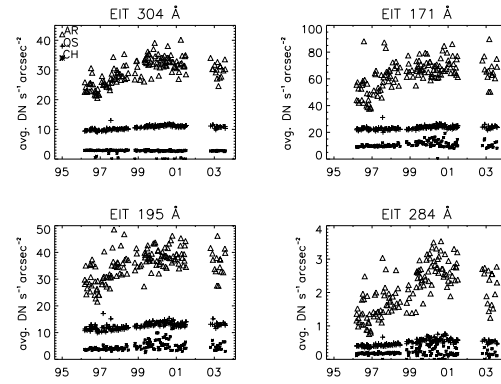 EIT 304 Å
EIT 171 Å
AR
QS
CH
avg. DN s⁻¹ arcsec⁻²
40
30
20
10
0
95 97 99 01 03
avg. DN s⁻¹ arcsec⁻²
100
80
60
40
20
0
95 97 99 01 03
EIT 195 Å
EIT 284 Å
avg. DN s⁻¹ arcsec⁻²
50
40
30
20
10
0
95 97 99 01 03
avg. DN s⁻¹ arcsec⁻²
4
3
2
1
0
95 97 99 01 03